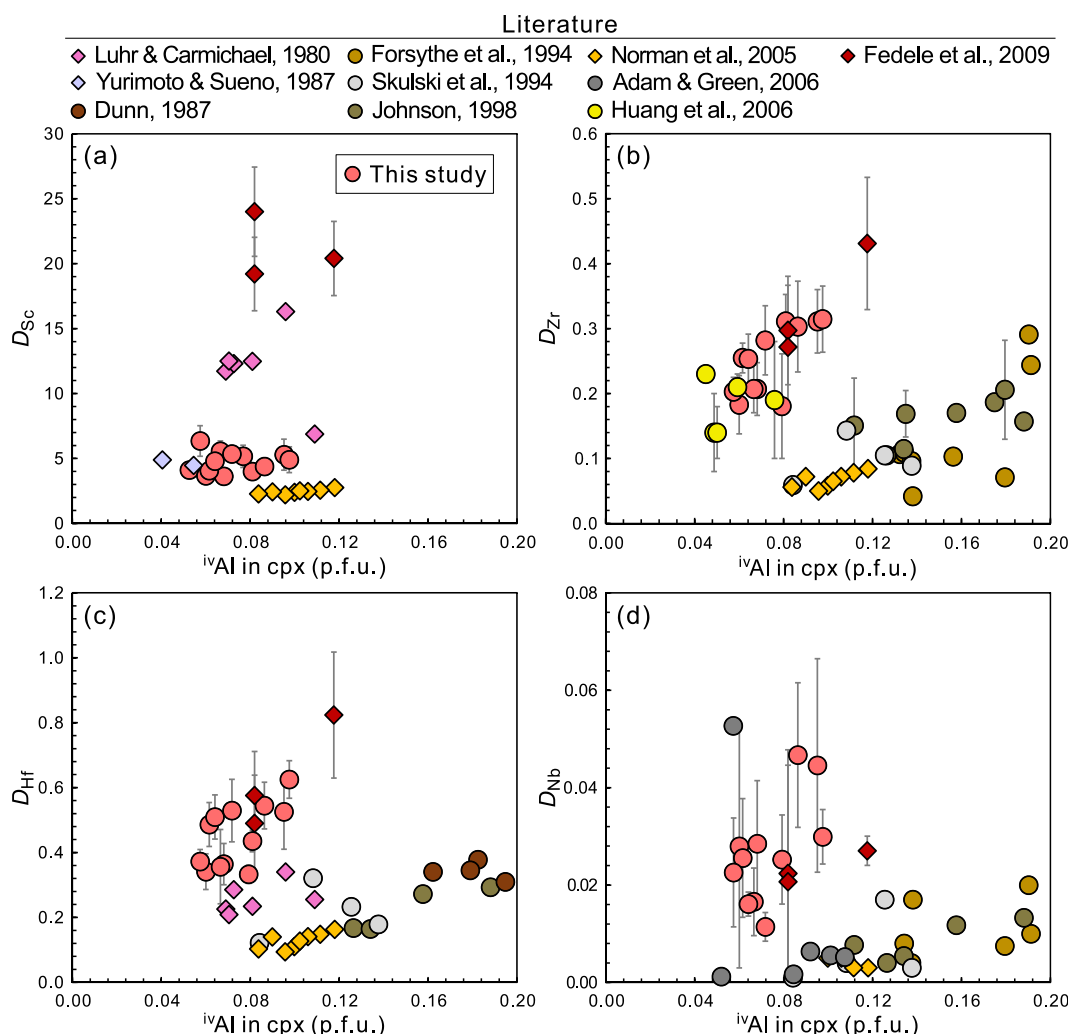 Literature
Luhr & Carmichael, 1980 Forsythe et al., 1994 Norman et al., 2005 Fedele et al., 2009
Yurimoto & Sueno, 1987 Skulski et al., 1994 Adam & Green, 2006
Dunn, 1987 Johnson, 1998 Huang et al., 2006
(a)
This study
30
25
20
15
10
5
0
DSc
0.00 0.04 0.08 0.12 0.16 0.20
ivAl in cpx (p.f.u.)
(b)
0.6
0.5
0.4
0.3
0.2
0.1
0.0
DZr
0.00 0.04 0.08 0.12 0.16 0.20
ivAl in cpx (p.f.u.)
(c)
1.2
1.0
0.8
0.6
0.4
0.2
0.0
DHf
0.00 0.04 0.08 0.12 0.16 0.20
ivAl in cpx (p.f.u.)
(d)
0.08
0.06
0.04
0.02
0.00
DNb
0.00 0.04 0.08 0.12 0.16 0.20
ivAl in cpx (p.f.u.)